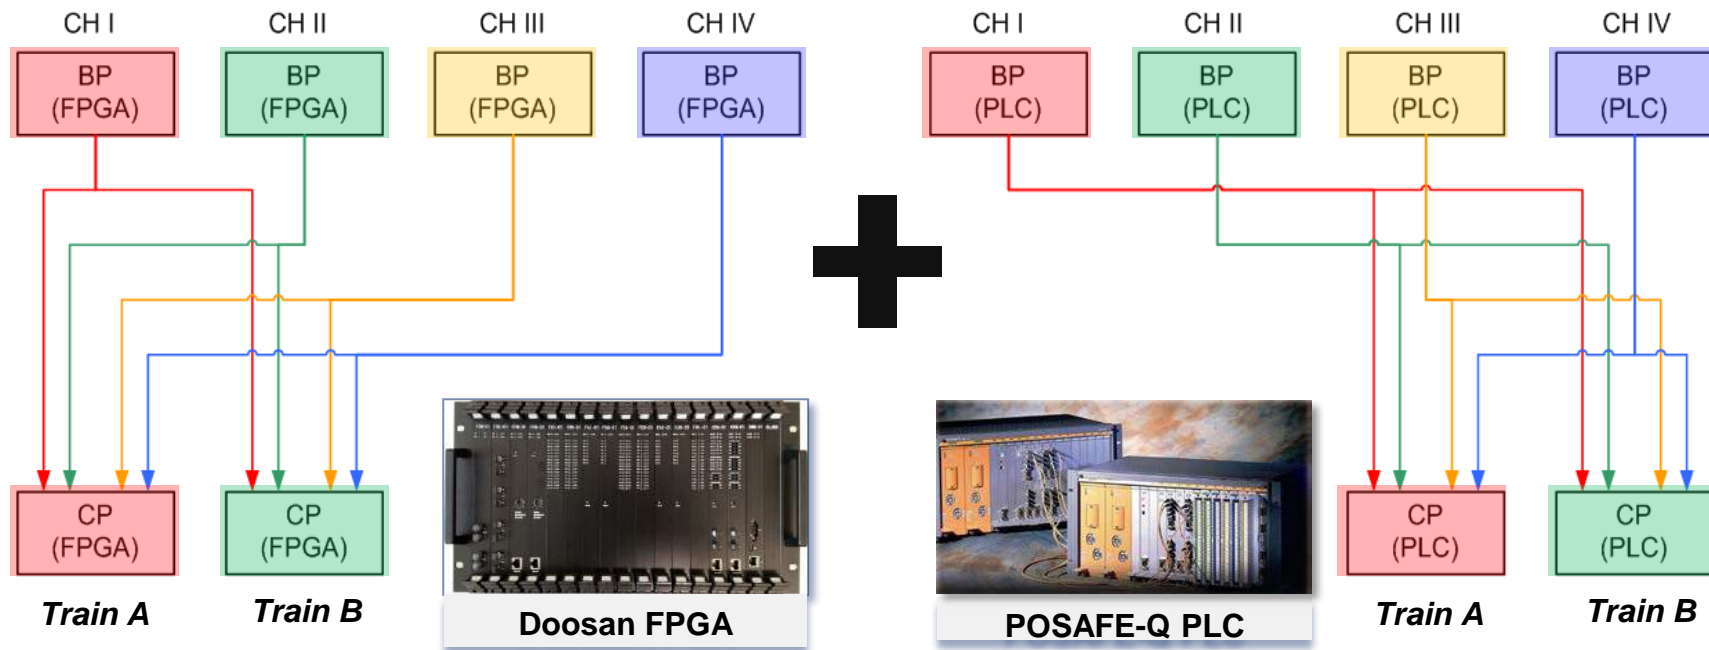 CH I
CH II
CH III
CH IV
CH I
CH II
CH III
CH IV
BP
(FPGA)
BP
(FPGA)
BP
(FPGA)
BP
(FPGA)
BP
(PLC)
BP
(PLC)
BP
(PLC)
BP
(PLC)
CP
(FPGA)
CP
(FPGA)
CP
(PLC)
CP
(PLC)
Train A
Train B
Doosan FPGA
POSAFE-Q PLC
Train A
Train B